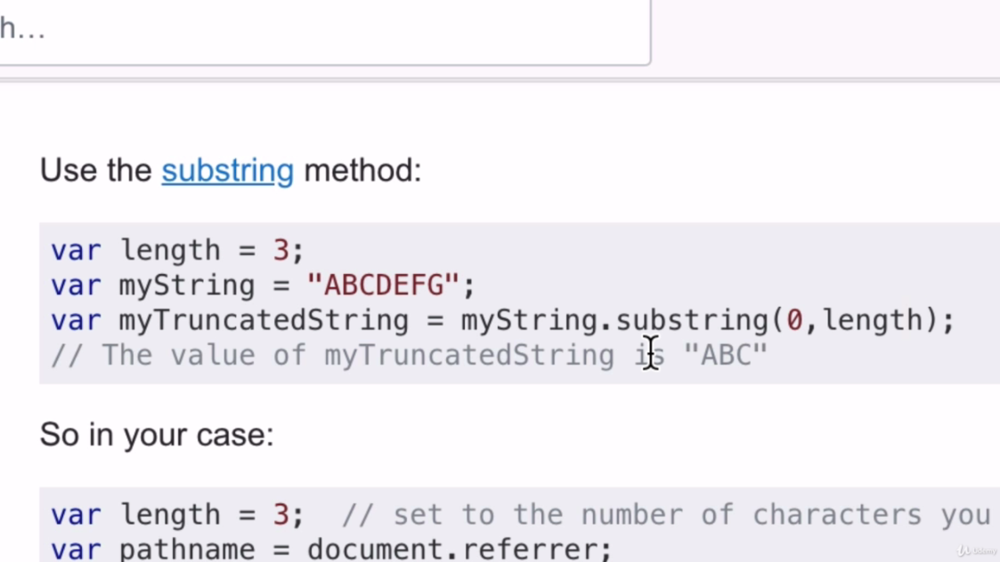 h...
Use the substring method:
var length = 3;
var myString = "ABCDEFG";
var myTruncatedString = myString.substring(0,length);
// The value of myTruncatedString is "ABC"
So in your case:
var length = 3;  // set to the number of characters you
var pathname = document.referrer;
Udemy